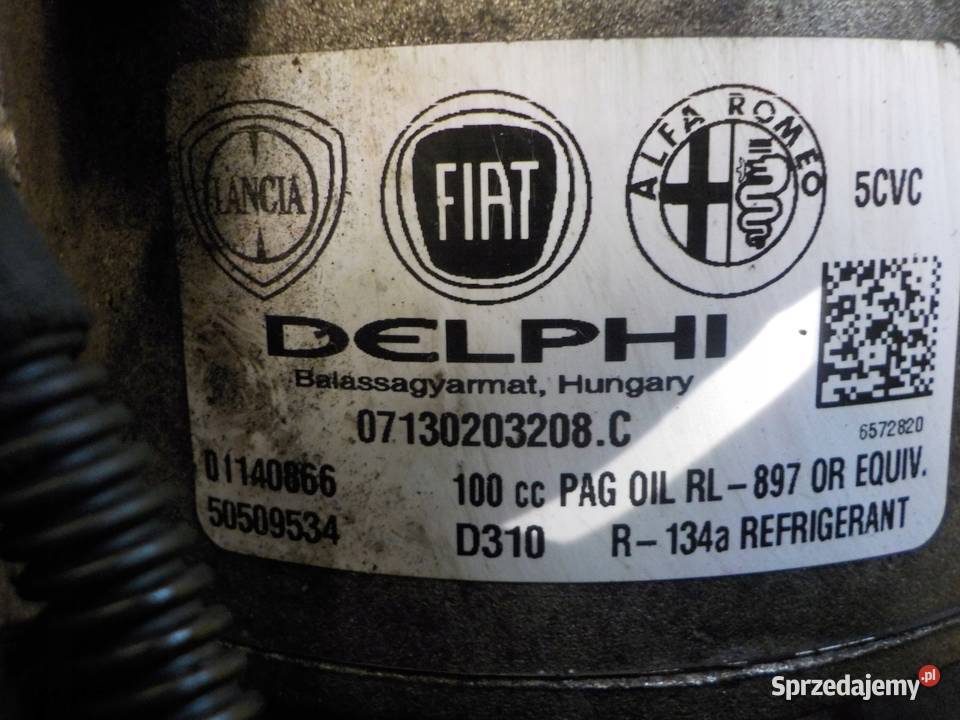 LANCIA
FIAT
ALFA ROMEO
5CVC
DELPHI
Balassagyarmat, Hungary
07130203208.C
6572820
01140866 100 cc PAG OIL RL-897 OR EQUIV.
50509534 D310 R-134a REFRIGERANT
Sprzedajemy.pl